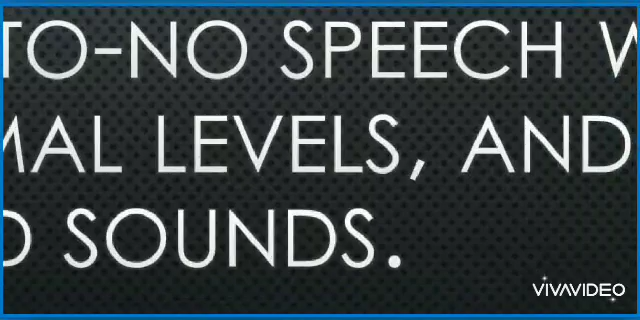 TO-NO SPEECH
MAL LEVELS, AND
SOUNDS.
VIVAVIDEO